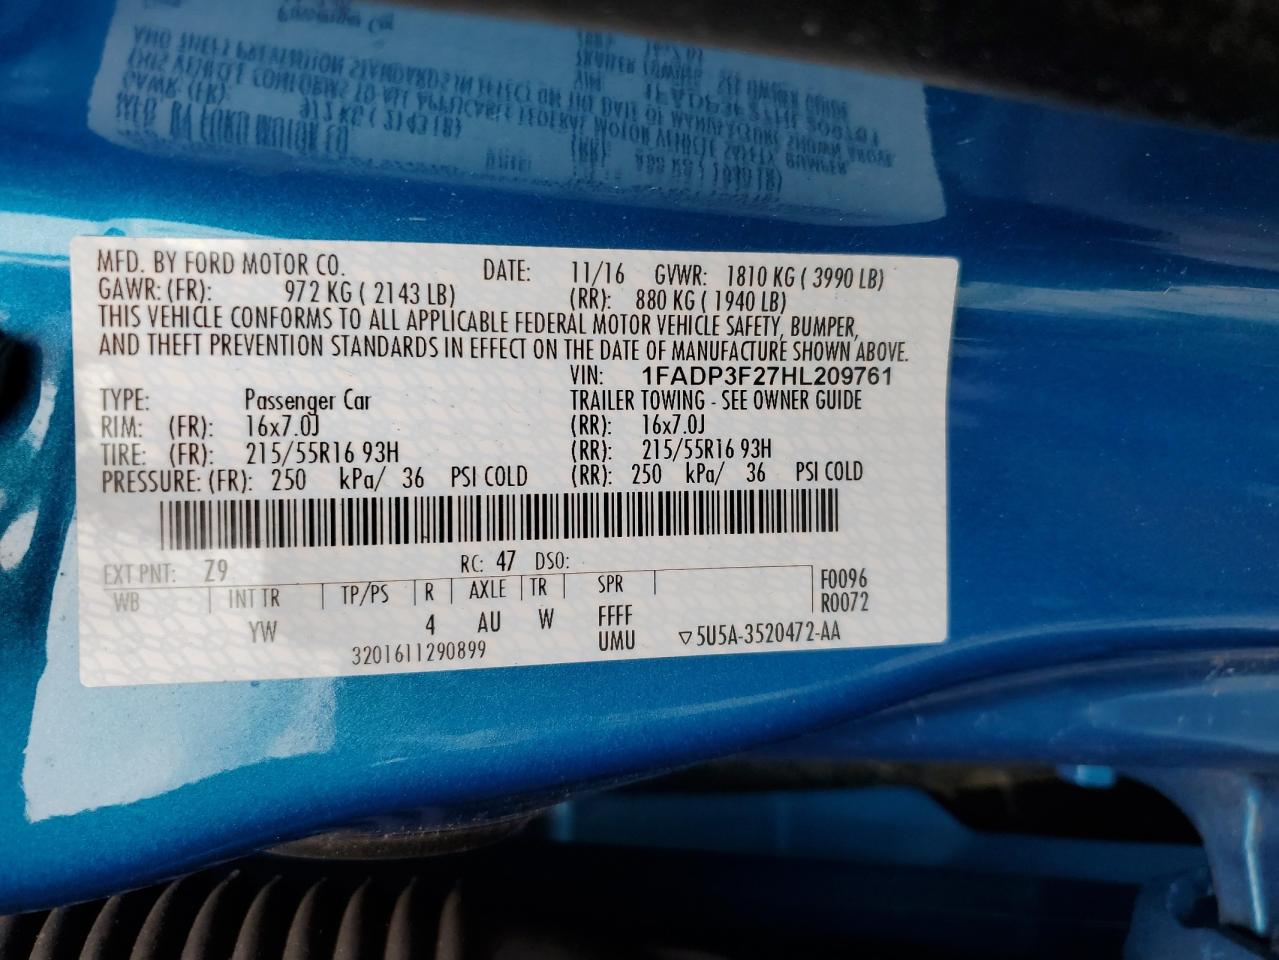 MFD. BY FORD MOTOR CO. DATE: 11/16 GVWR: 1810 KG ( 3990 LB)
GAWR: (FR): 972 KG ( 2143 LB) (RR): 880 KG ( 1940 LB)
THIS VEHICLE CONFORMS TO ALL APPLICABLE FEDERAL MOTOR VEHICLE SAFETY, BUMPER,
AND THEFT PREVENTION STANDARDS IN EFFECT ON THE DATE OF MANUFACTURE SHOWN ABOVE.
VIN: 1FADP3F27HL209761
TYPE: Passenger Car TRAILER TOWING - SEE OWNER GUIDE
RIM: (FR): 16x7.0J (RR): 16x7.0J
TIRE: (FR): 215/55R16 93H (RR): 215/55R16 93H
PRESSURE: (FR): 250 kPa/ 36 PSI COLD (RR): 250 kPa/ 36 PSI COLD
EXT PNT: Z9 RC: 47 DSO:
WB INT TR TP/PS R AXLE TR SPR F0096
R0072
YW 4 AU W FFFF
3201611290899 UMU ▽5U5A-3520472-AA